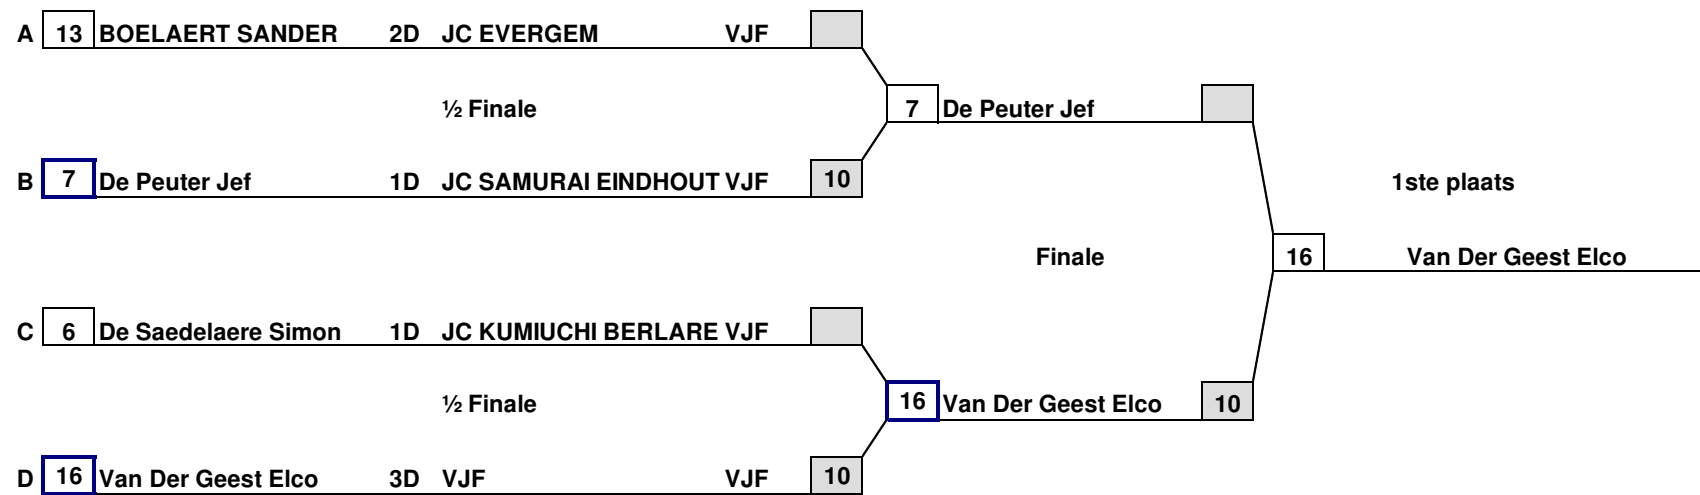 A 13 BOELAERT SANDER 2D JC EVERGEM VJF
½ Finale
7 De Peuter Jef
B 7 De Peuter Jef 1D JC SAMURAI EINDHOUT VJF 10
1ste plaats
Finale
16 Van Der Geest Elco
C 6 De Saedelaere Simon 1D JC KUMIUCHI BERLARE VJF
½ Finale
16 Van Der Geest Elco 10
D 16 Van Der Geest Elco 3D VJF VJF 10